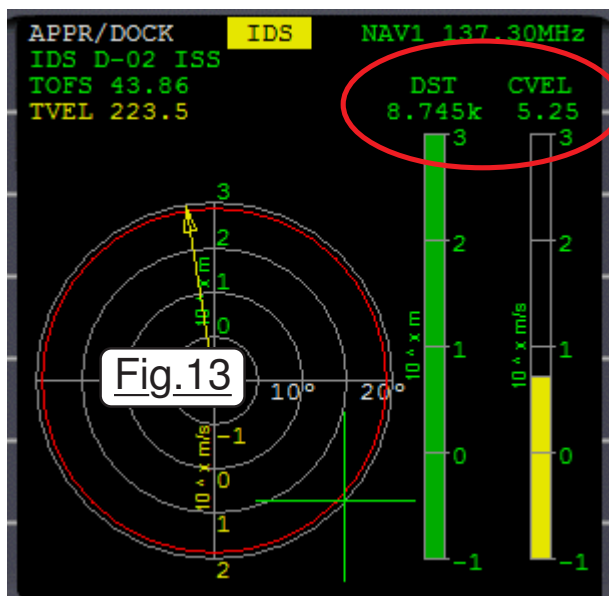 APPR/DOCK IDS NAV1 137.30MHz
IDS D-02 ISS
TOFS 43.86 DST CVEL
TVEL 223.5 8.745k 5.25
3 3
3
2 2 2
10^ x m
1
10^ x m 10^ x m/s
1 1
0
Fig.13
10° 20°
-1
10^ x m/s
0 0 0
1
2 -1 -1